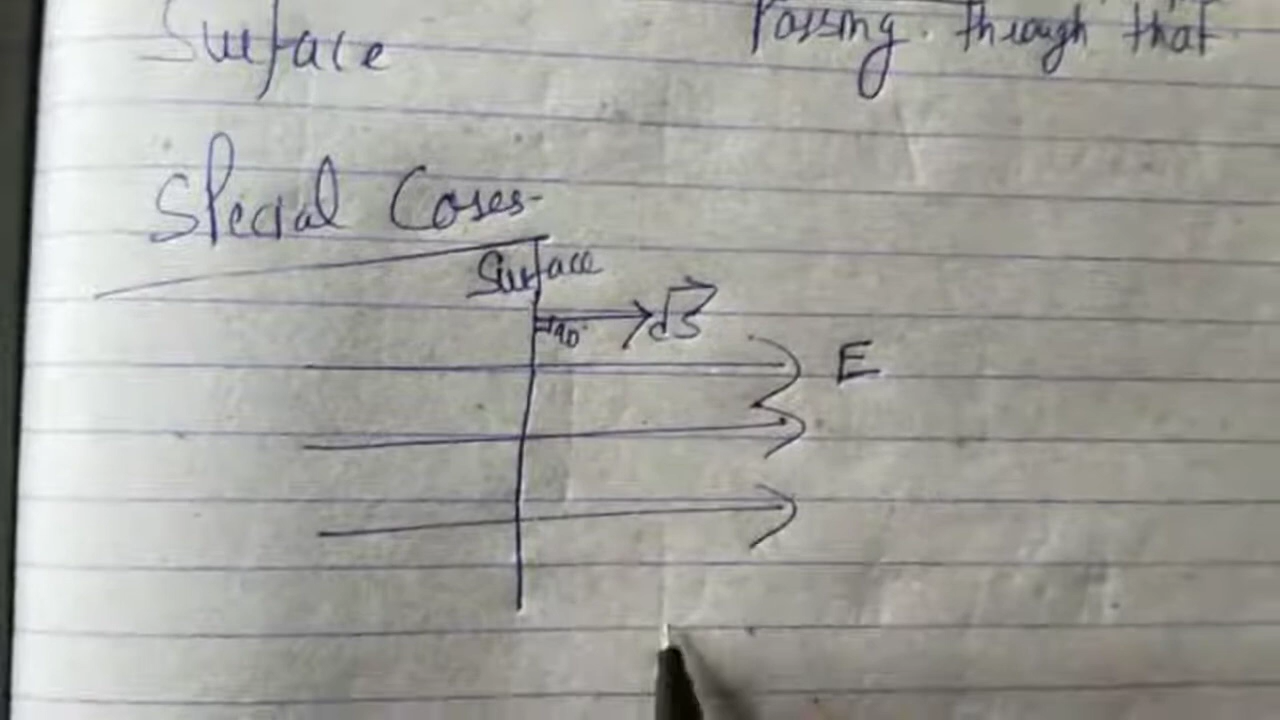 Passing through that
Surface
Special Cases-
Surface
90°
dS
E